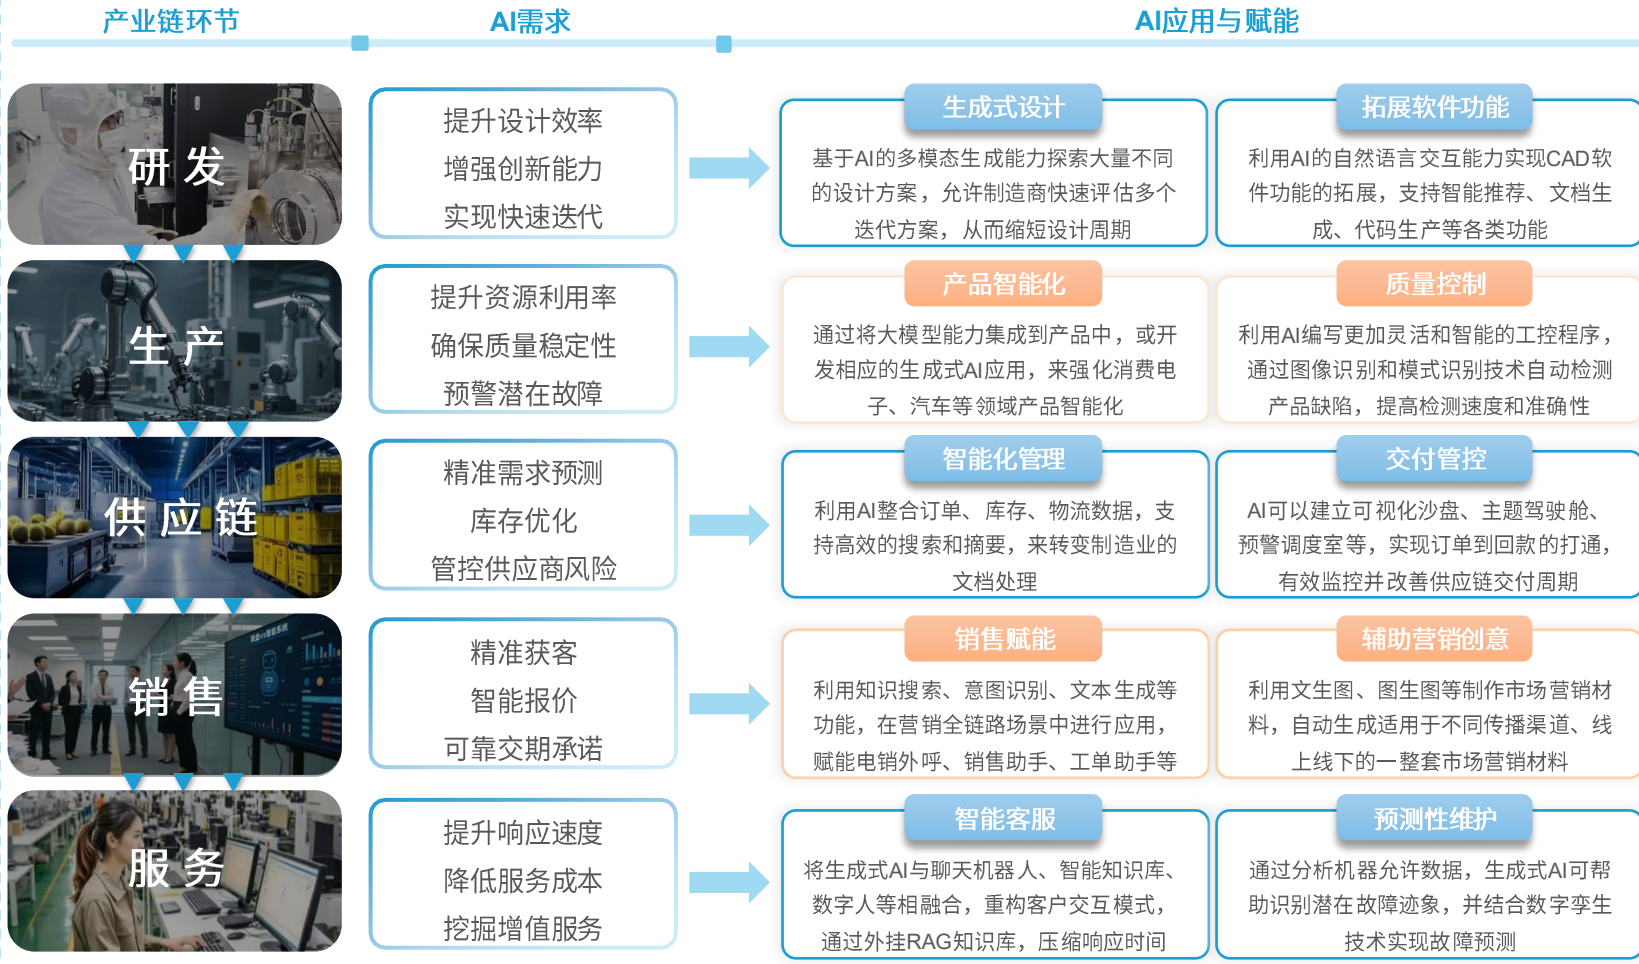 产业链环节
AI需求
AI应用与赋能
研发
提升设计效率
增强创新能力
实现快速迭代
生成式设计
基于AI的多模态生成能力探索大量不同
的设计方案，允许制造商快速评估多个
迭代方案，从而缩短设计周期
拓展软件功能
利用AI的自然语言交互能力实现CAD软
件功能的拓展，支持智能推荐、文档生
成、代码生产等各类功能
生产
提升资源利用率
确保质量稳定性
预警潜在故障
产品智能化
通过将大模型能力集成到产品中，或开
发相应的生成式AI应用，来强化消费电
子、汽车等领域产品智能化
质量控制
利用AI编写更加灵活和智能的工控程序，
通过图像识别和模式识别技术自动检测
产品缺陷，提高检测速度和准确性
供应链
精准需求预测
库存优化
管控供应商风险
智能化管理
利用AI整合订单、库存、物流数据，支
持高效的搜索和摘要，来转变制造业的
文档处理
交付管控
AI可以建立可视化沙盘、主题驾驶舱、
预警调度室等，实现订单到回款的打通，
有效监控并改善供应链交付周期
销售
精准获客
智能报价
可靠交期承诺
销售赋能
利用知识搜索、意图识别、文本生成等
功能，在营销全链路场景中进行应用，
赋能电销外呼、销售助手、工单助手等
辅助营销创意
利用文生图、图生图等制作市场营销材
料，自动生成适用于不同传播渠道、线
上线下的一整套市场营销材料
服务
提升响应速度
降低服务成本
挖掘增值服务
智能客服
将生成式AI与聊天机器人、智能知识库、
数字人等相融合，重构客户交互模式，
通过外挂RAG知识库，压缩响应时间
预测性维护
通过分析机器允许数据，生成式AI可帮
助识别潜在故障迹象，并结合数字孪生
技术实现故障预测